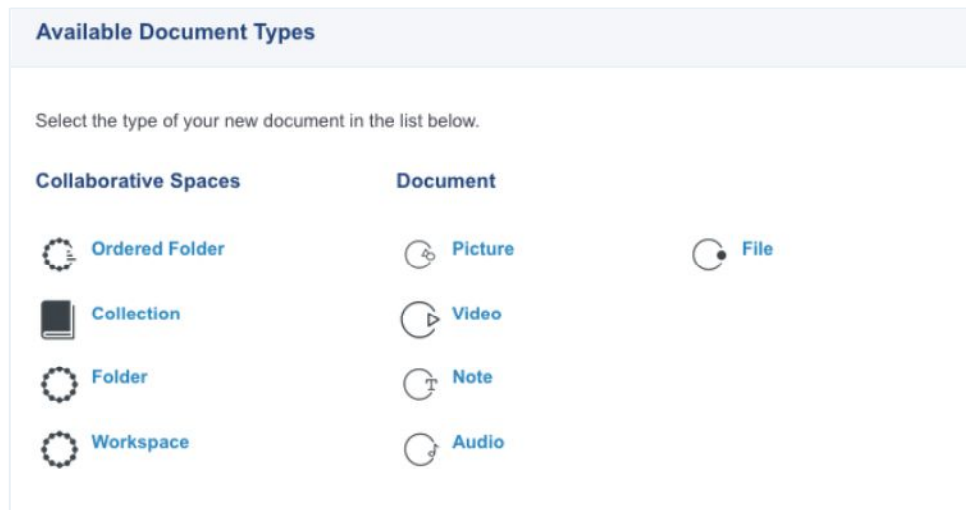 Available Document Types
Select the type of your new document in the list below.
Collaborative Spaces
Document
Ordered Folder
Picture
File
Collection
Video
Folder
Note
Workspace
Audio